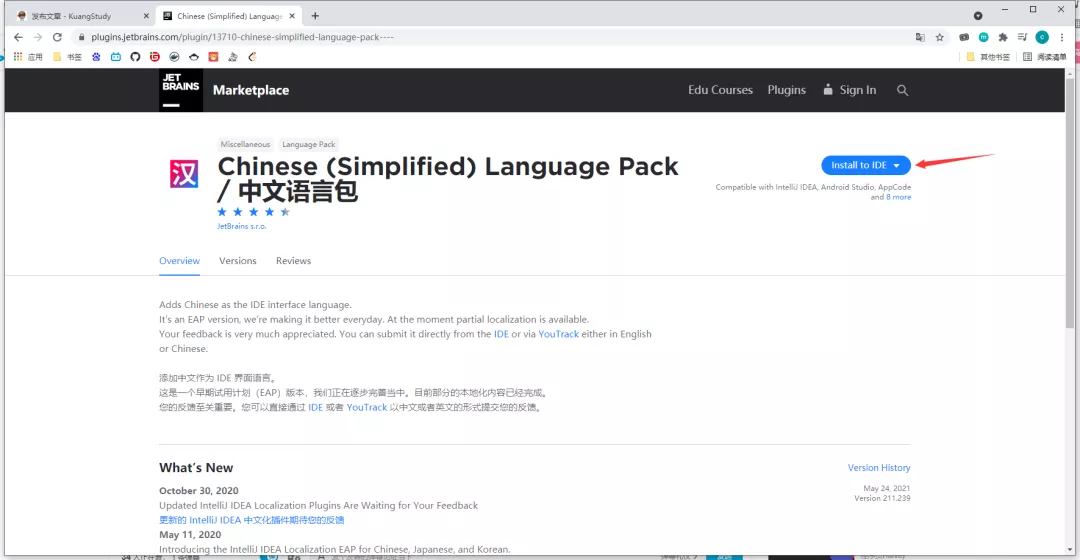 发布文章 - KuangStudy
Chinese (Simplified) Language
plugins.jetbrains.com/plugin/13710-chinese-simplified-language-pack----
应用
书签
其他书签
阅读清单
JET BRAINS
Marketplace
Edu Courses
Plugins
Sign In
Miscellaneous
Language Pack
汉
Chinese (Simplified) Language Pack
/ 中文语言包
Install to IDE
Compatible with IntelliJ IDEA, Android Studio, AppCode
and 8 more
JetBrains s.r.o.
Overview
Versions
Reviews
Adds Chinese as the IDE interface language.
It's an EAP version, we're making it better everyday. At the moment partial localization is available.
Your feedback is very much appreciated. You can submit it directly from the IDE or via YouTrack either in English
or Chinese.
添加中文作为 IDE 界面语言。
这是一个早期试用计划（EAP）版本，我们正在逐步完善当中。目前部分的本地化内容已经完成。
您的反馈至关重要。您可以直接通过 IDE 或者 YouTrack 以中文或者英文的形式提交您的反馈。
What's New
Version History
October 30, 2020
May 24, 2021
Version 211.239
Updated IntelliJ IDEA Localization Plugins Are Waiting for Your Feedback
更新的 IntelliJ IDEA 中文化插件期待您的反馈
May 11, 2020
Introducing the IntelliJ IDEA Localization EAP for Chinese, Japanese, and Korean.